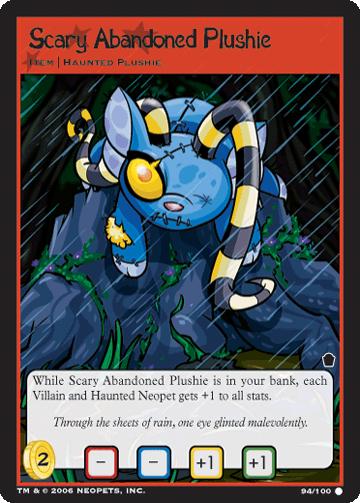 Scary Abandoned Plushie
Item | Haunted Plushie
While Scary Abandoned Plushie is in your bank, each
Villain and Haunted Neopet gets +1 to all stats.
Through the sheets of rain, one eye glinted malevolently.
2 − − +1 +1
TM & © 2006 NEOPETS, INC. 94/100